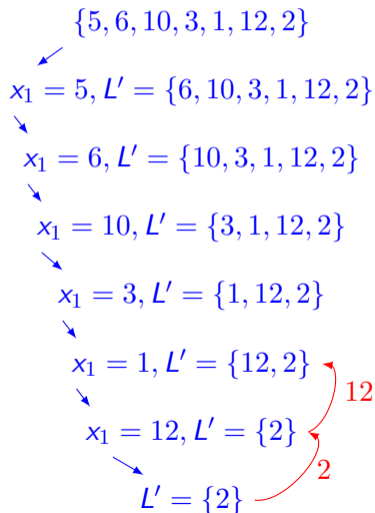 {5, 6, 10, 3, 1, 12, 2}
x₁ = 5, L′ = {6, 10, 3, 1, 12, 2}
x₁ = 6, L′ = {10, 3, 1, 12, 2}
x₁ = 10, L′ = {3, 1, 12, 2}
x₁ = 3, L′ = {1, 12, 2}
x₁ = 1, L′ = {12, 2}
12
x₁ = 12, L′ = {2}
2
L′ = {2}